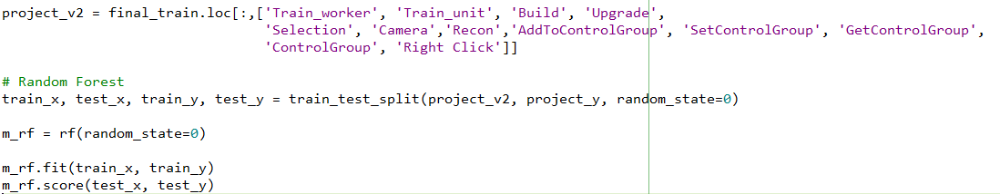 project_v2 = final_train.loc[:,['Train_worker', 'Train_unit', 'Build', 'Upgrade',
'Selection', 'Camera','Recon','AddToControlGroup', 'SetControlGroup', 'GetControlGroup',
'ControlGroup', 'Right Click']]
# Random Forest
train_x, test_x, train_y, test_y = train_test_split(project_v2, project_y, random_state=0)
m_rf = rf(random_state=0)
m_rf.fit(train_x, train_y)
m_rf.score(test_x, test_y)